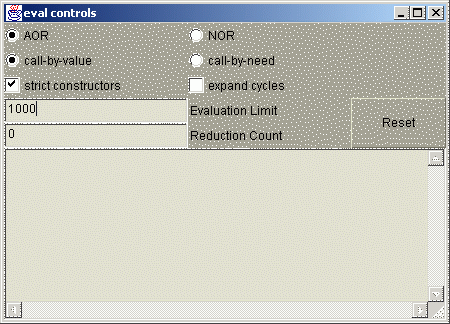 eval controls
AOR NOR
call-by-value call-by-need
strict constructors expand cycles
1000 Evaluation Limit
0 Reduction Count Reset